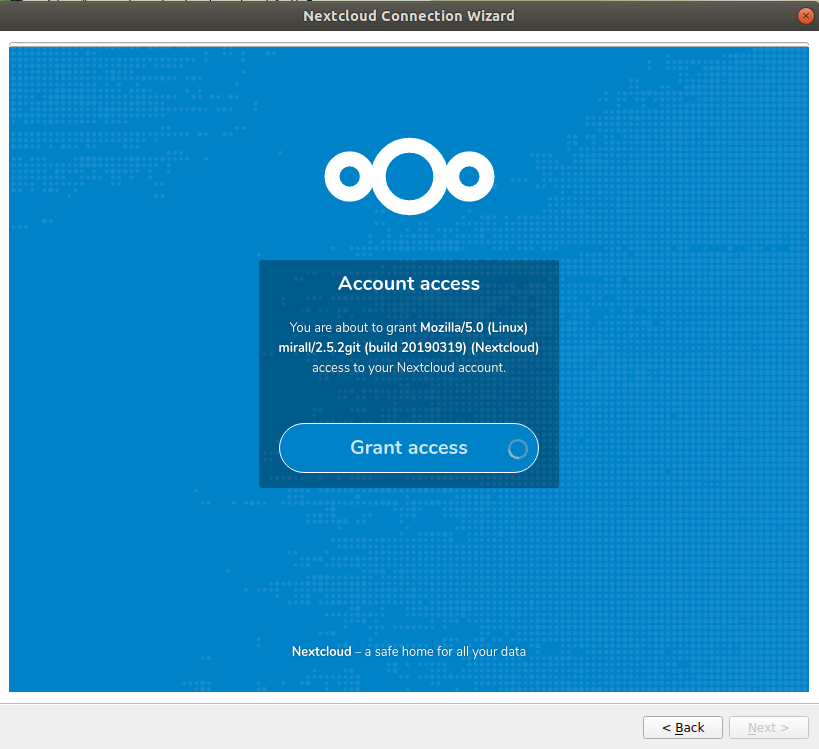 Nextcloud Connection Wizard
Account access
You are about to grant Mozilla/5.0 (Linux)
mirall/2.5.2git (build 20190319) (Nextcloud)
access to your Nextcloud account.
Grant access
Nextcloud – a safe home for all your data
< Back
Next >